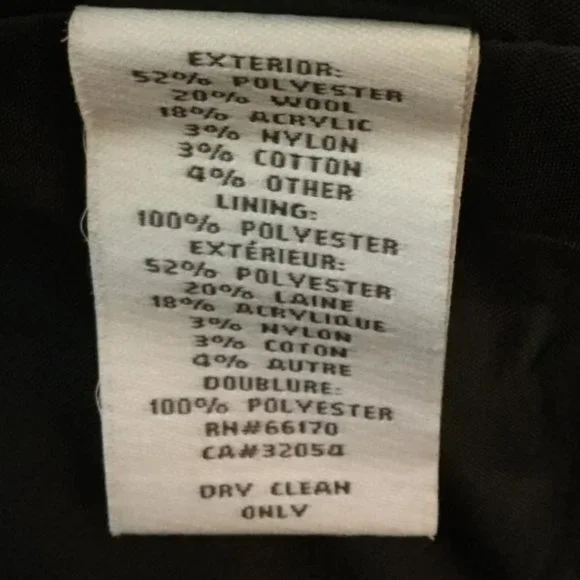 EXTERIOR:
52% POLYESTER
20% WOOL
18% ACRYLIC
3% NYLON
3% COTTON
4% OTHER
LINING:
100% POLYESTER
EXTÉRIEUR:
52% POLYESTER
20% LAINE
18% ACRYLIQUE
3% NYLON
3% COTON
4% AUTRE
DOUBLURE:
100% POLYESTER
RN#66170
CA#32050
DRY CLEAN
ONLY